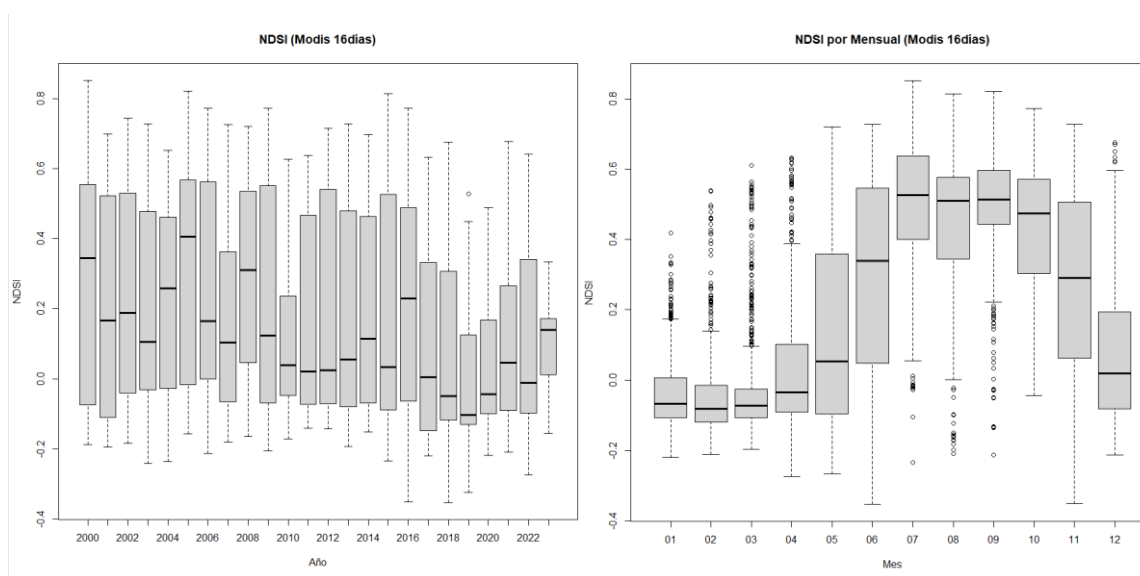 NDSI (Modis 16dias)
NDSI
0.8
0.6
0.4
0.2
0.0
-0.2
-0.4
2000 2002 2004 2006 2008 2010 2012 2014 2016 2018 2020 2022
Año
NDSI por Mensual (Modis 16dias)
NDSI
0.8
0.6
0.4
0.2
0.0
-0.2
-0.4
01 02 03 04 05 06 07 08 09 10 11 12
Mes